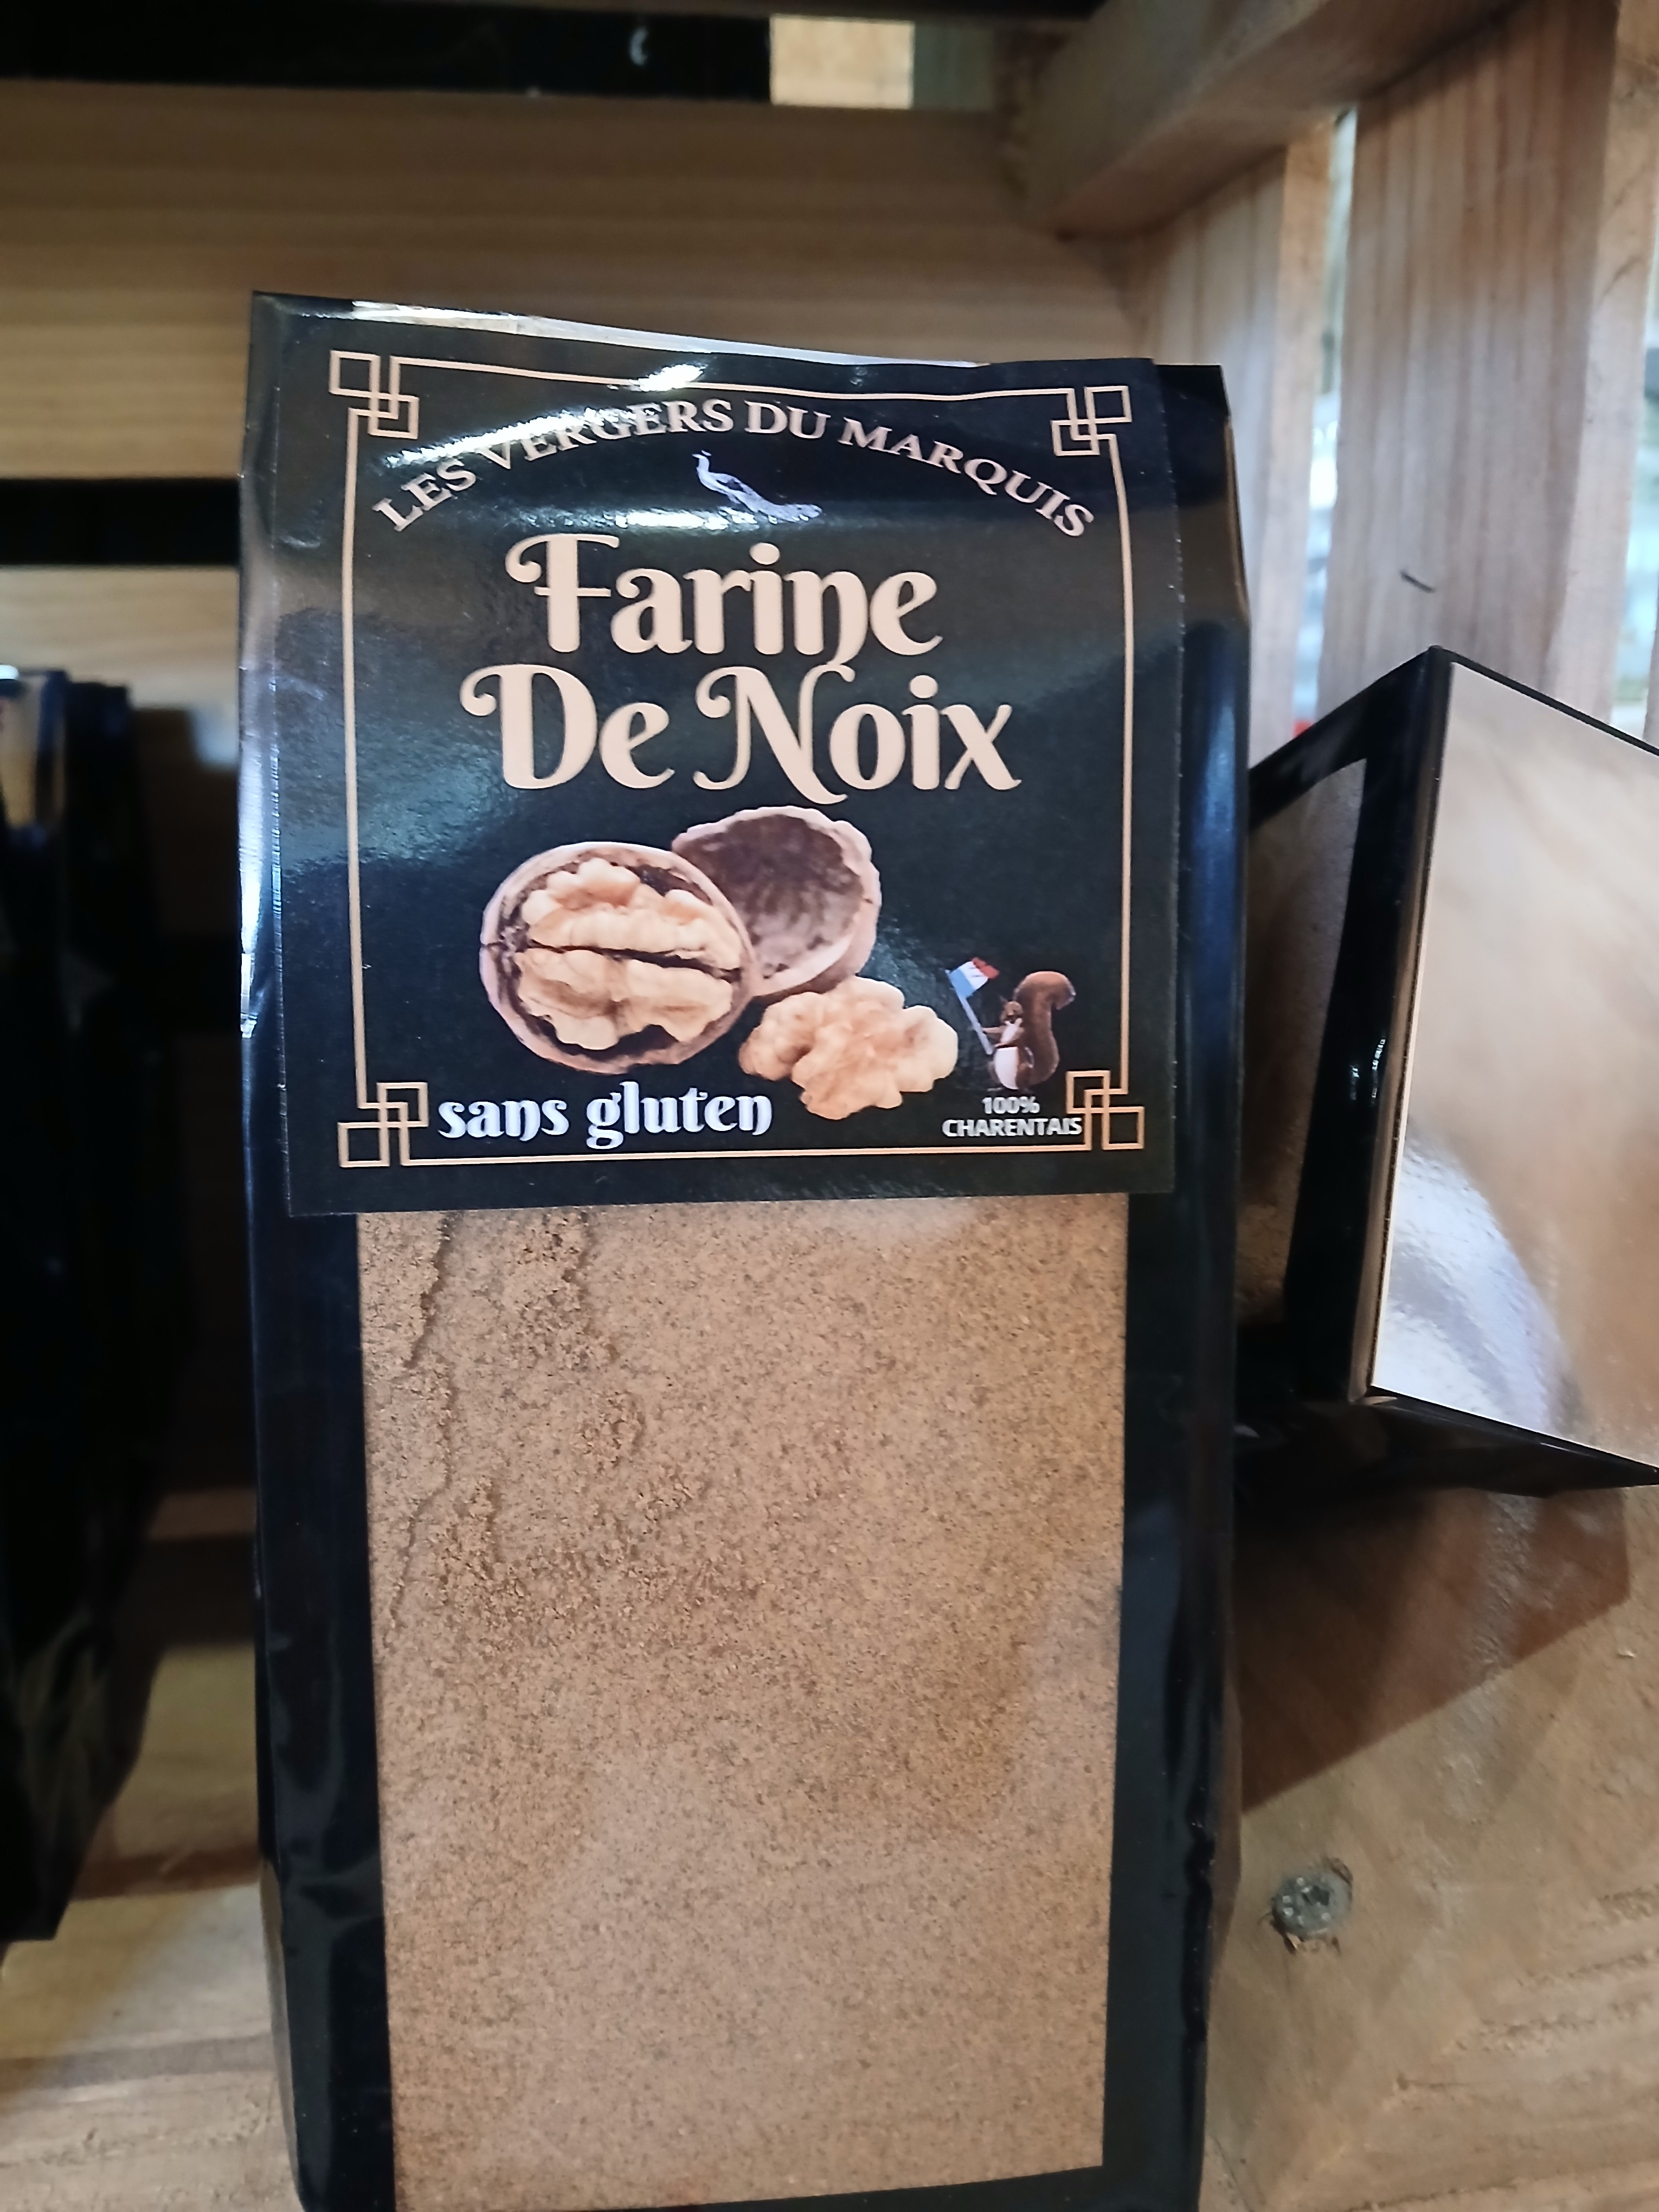 LES VERGERS DU MARQUIS
Farine
De Noix
sans gluten
100%
CHARENTAIS